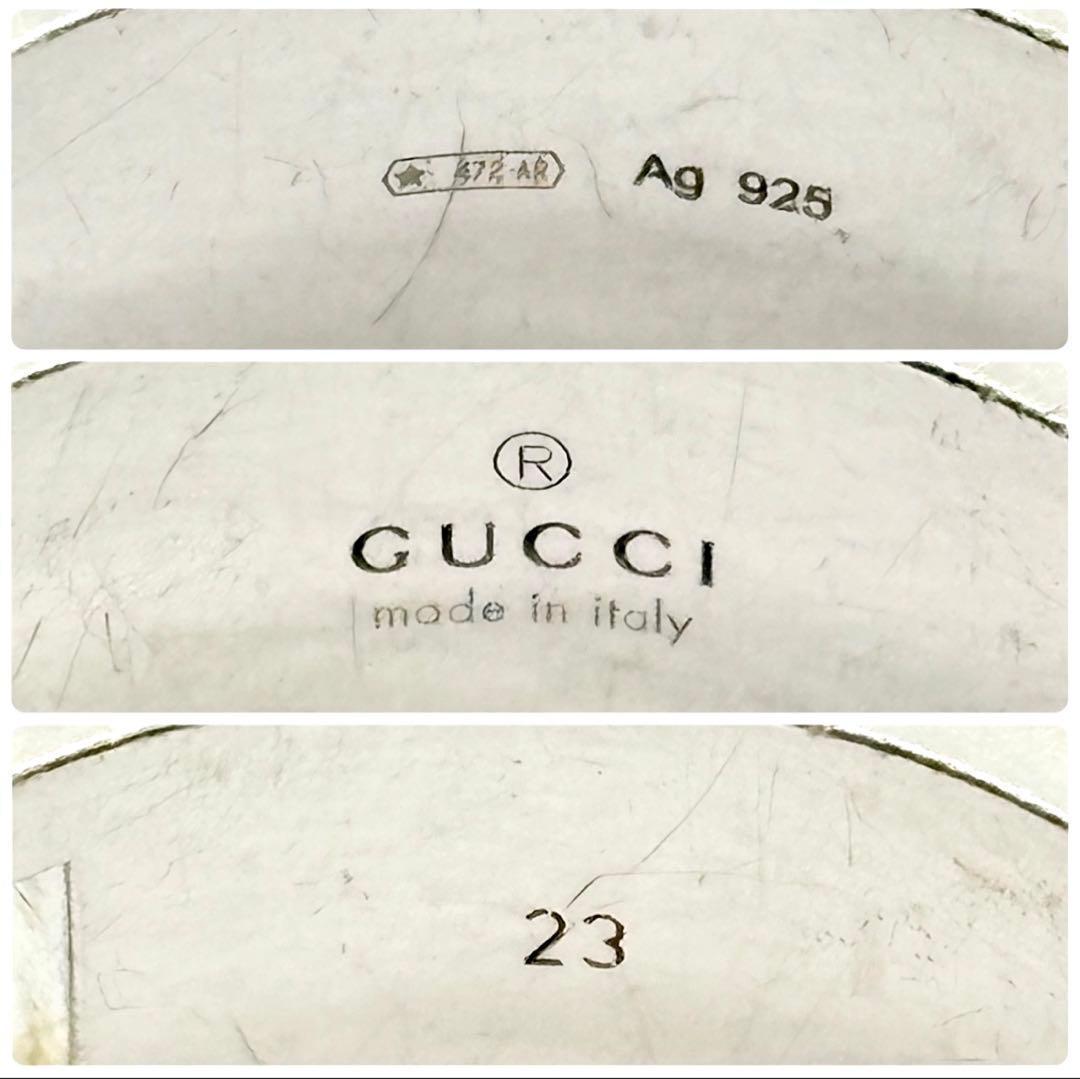 ★ 472 AR Ag 925
®
GUCCI
made in italy
23